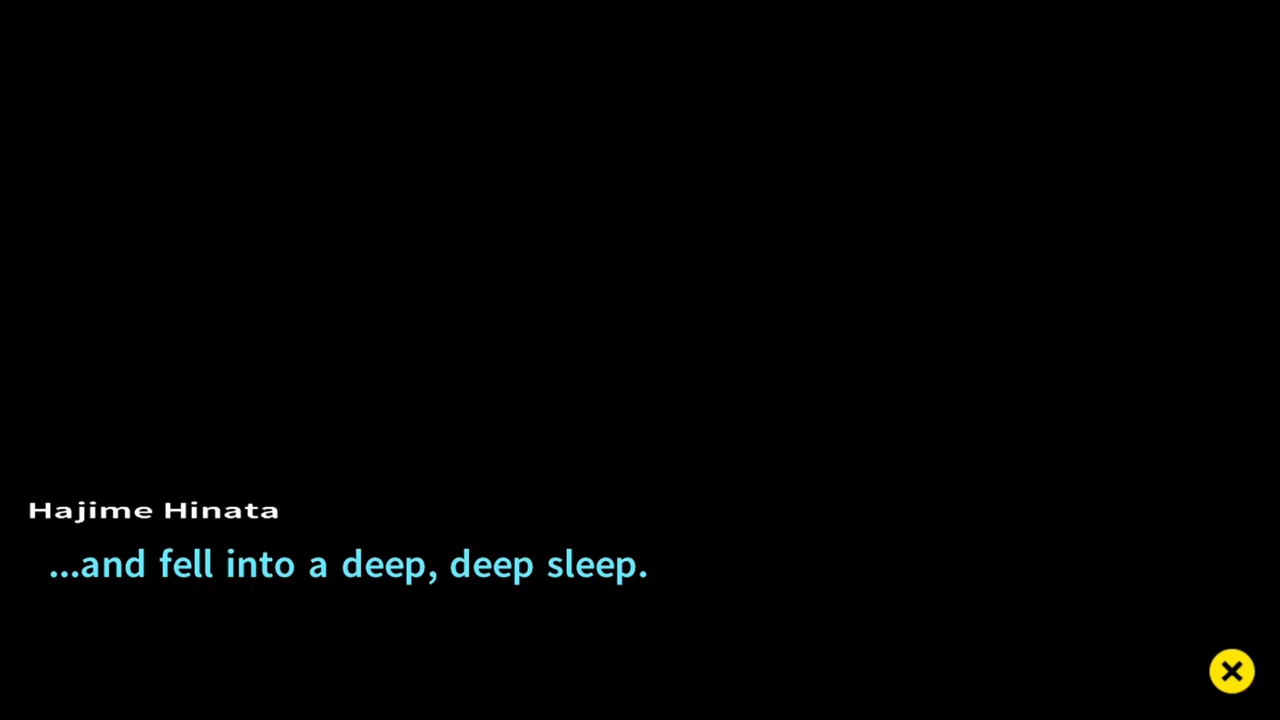 Hajime Hinata
...and fell into a deep, deep sleep.